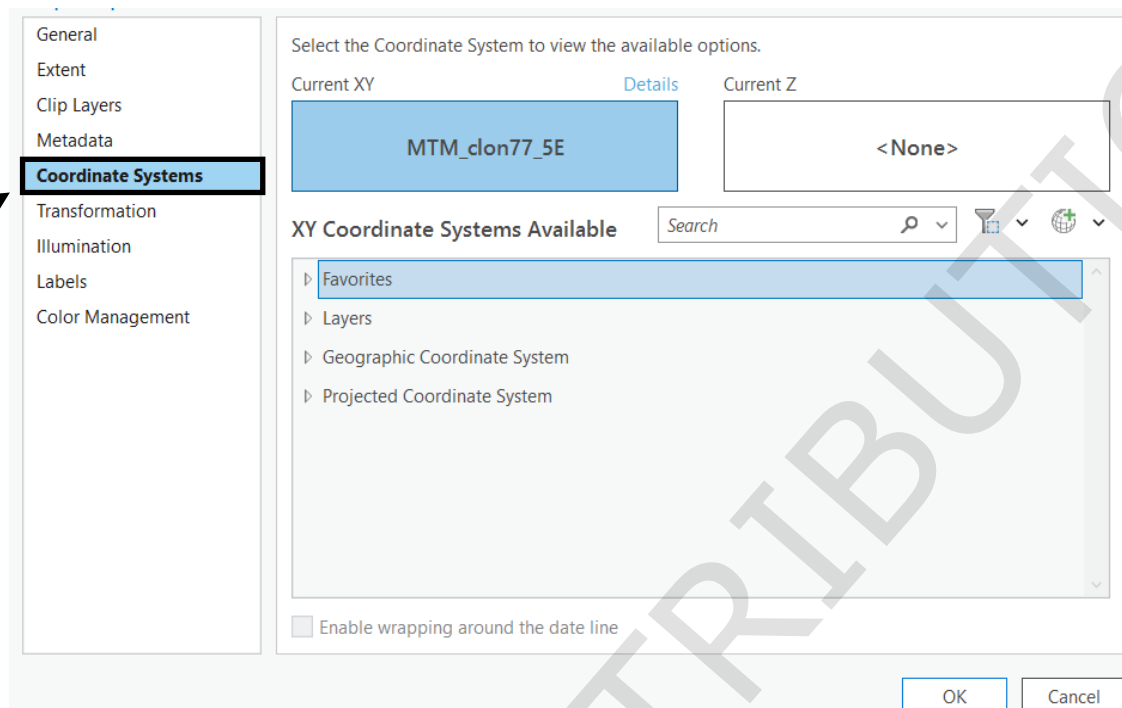 General
Extent
Clip Layers
Metadata
Coordinate Systems
Transformation
Illumination
Labels
Color Management
Select the Coordinate System to view the available options.
Current XY Details Current Z
MTM_clon77_5E <None>
XY Coordinate Systems Available Search
Favorites
Layers
Geographic Coordinate System
Projected Coordinate System
Enable wrapping around the date line
OK Cancel
TRIBUT